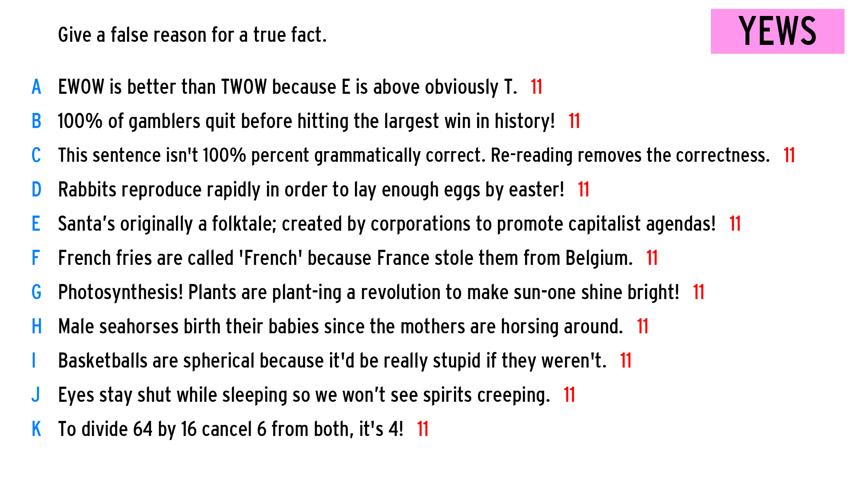 Give a false reason for a true fact.
YEWS
A EWOW is better than TWOW because E is above obviously T. 11
B 100% of gamblers quit before hitting the largest win in history! 11
C This sentence isn't 100% percent grammatically correct. Re-reading removes the correctness. 11
D Rabbits reproduce rapidly in order to lay enough eggs by easter! 11
E Santa’s originally a folktale; created by corporations to promote capitalist agendas! 11
F French fries are called 'French' because France stole them from Belgium. 11
G Photosynthesis! Plants are plant-ing a revolution to make sun-one shine bright! 11
H Male seahorses birth their babies since the mothers are horsing around. 11
I Basketballs are spherical because it'd be really stupid if they weren't. 11
J Eyes stay shut while sleeping so we won’t see spirits creeping. 11
K To divide 64 by 16 cancel 6 from both, it's 4! 11